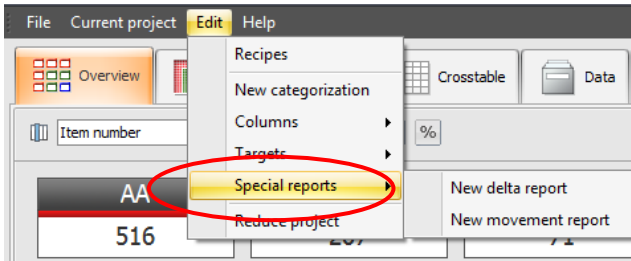 File Current project Edit Help
Overview Crosstable Data
Recipes
New categorization
Columns
Targets
Special reports
Reduce project
New delta report
New movement report
Item number %
AA
516 71